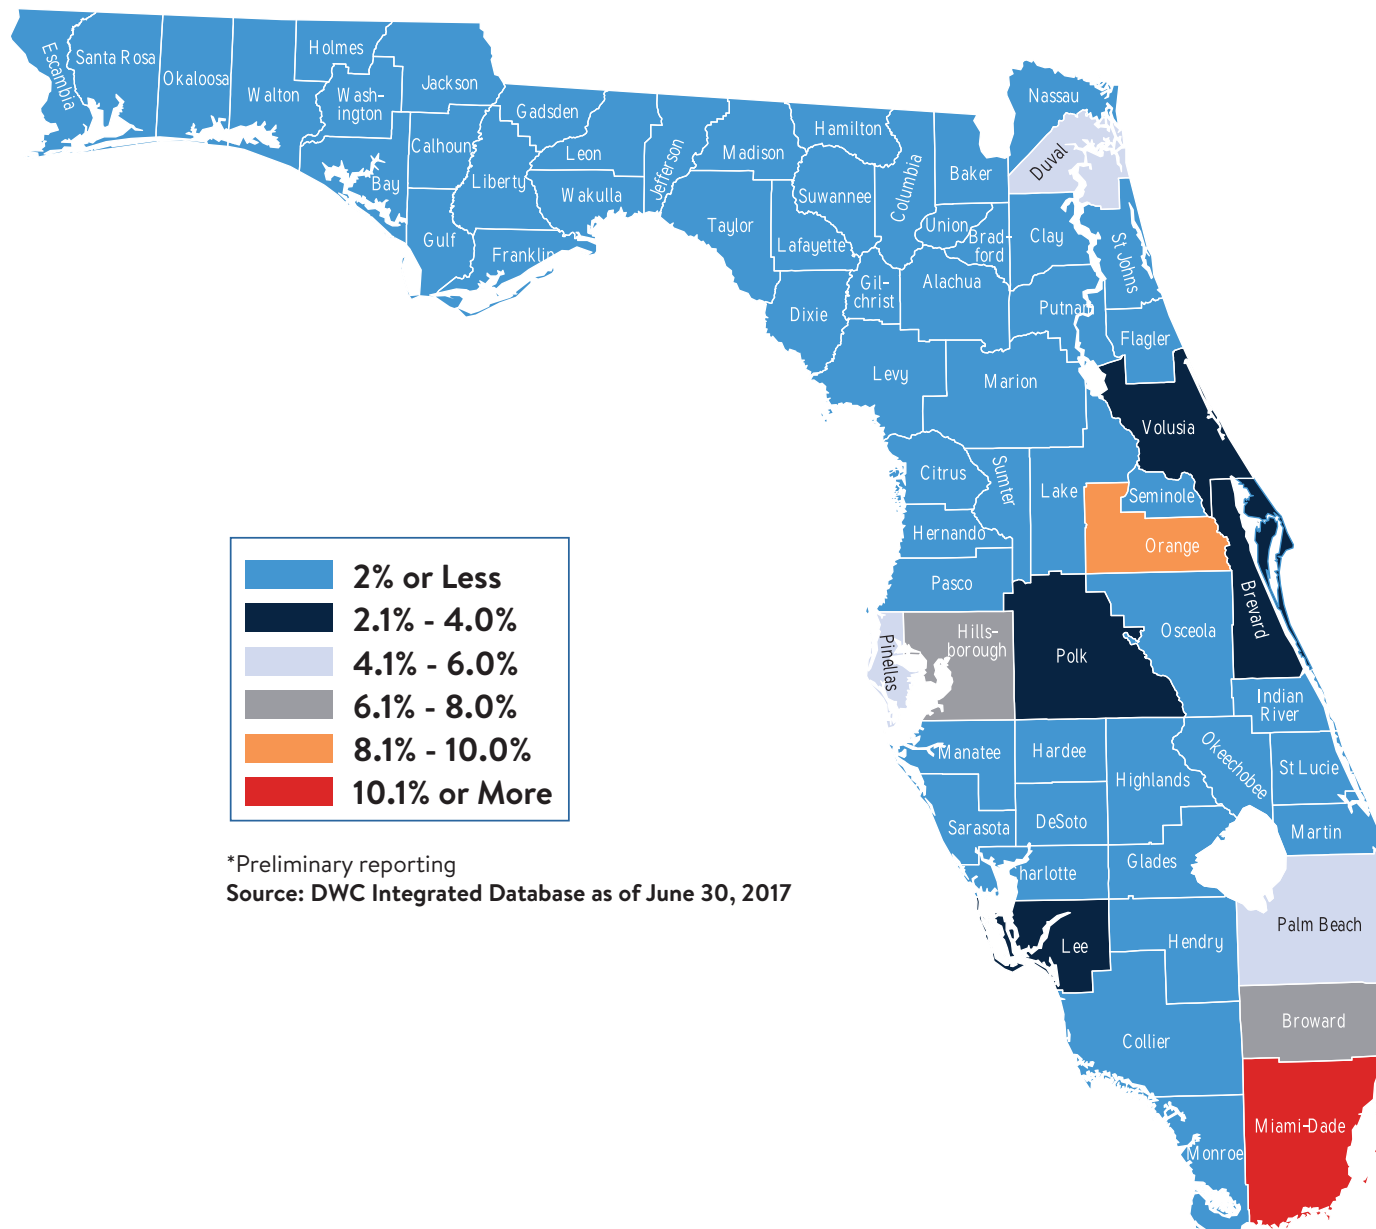 Escambia
Santa Rosa
Okaloosa
Walton
Holmes
Wash-
ington
Jackson
Bay
Calhoun
Gulf
Liberty
Gadsden
Franklin
Leon
Wakulla
Jefferson
Madison
Taylor
Hamilton
Suwannee
Lafayette
Dixie
Columbia
Gil-
christ
Baker
Union
Brad-
ford
Alachua
Levy
Nassau
Duval
Clay
St Johns
Putnam
Flagler
Marion
Volusia
Citrus
Sumter
Lake
Seminole
Hernando
Orange
Pasco
Brevard
Osceola
Pinellas
Hills-
borough
Polk
Indian
River
Manatee
Hardee
Highlands
Okeechobee
St Lucie
Sarasota
DeSoto
Martin
harlotte
Glades
Lee
Hendry
Palm Beach
Collier
Broward
Monroe
Miami-Dade
2% or Less
2.1% - 4.0%
4.1% - 6.0%
6.1% - 8.0%
8.1% - 10.0%
10.1% or More
*Preliminary reporting
Source: DWC Integrated Database as of June 30, 2017